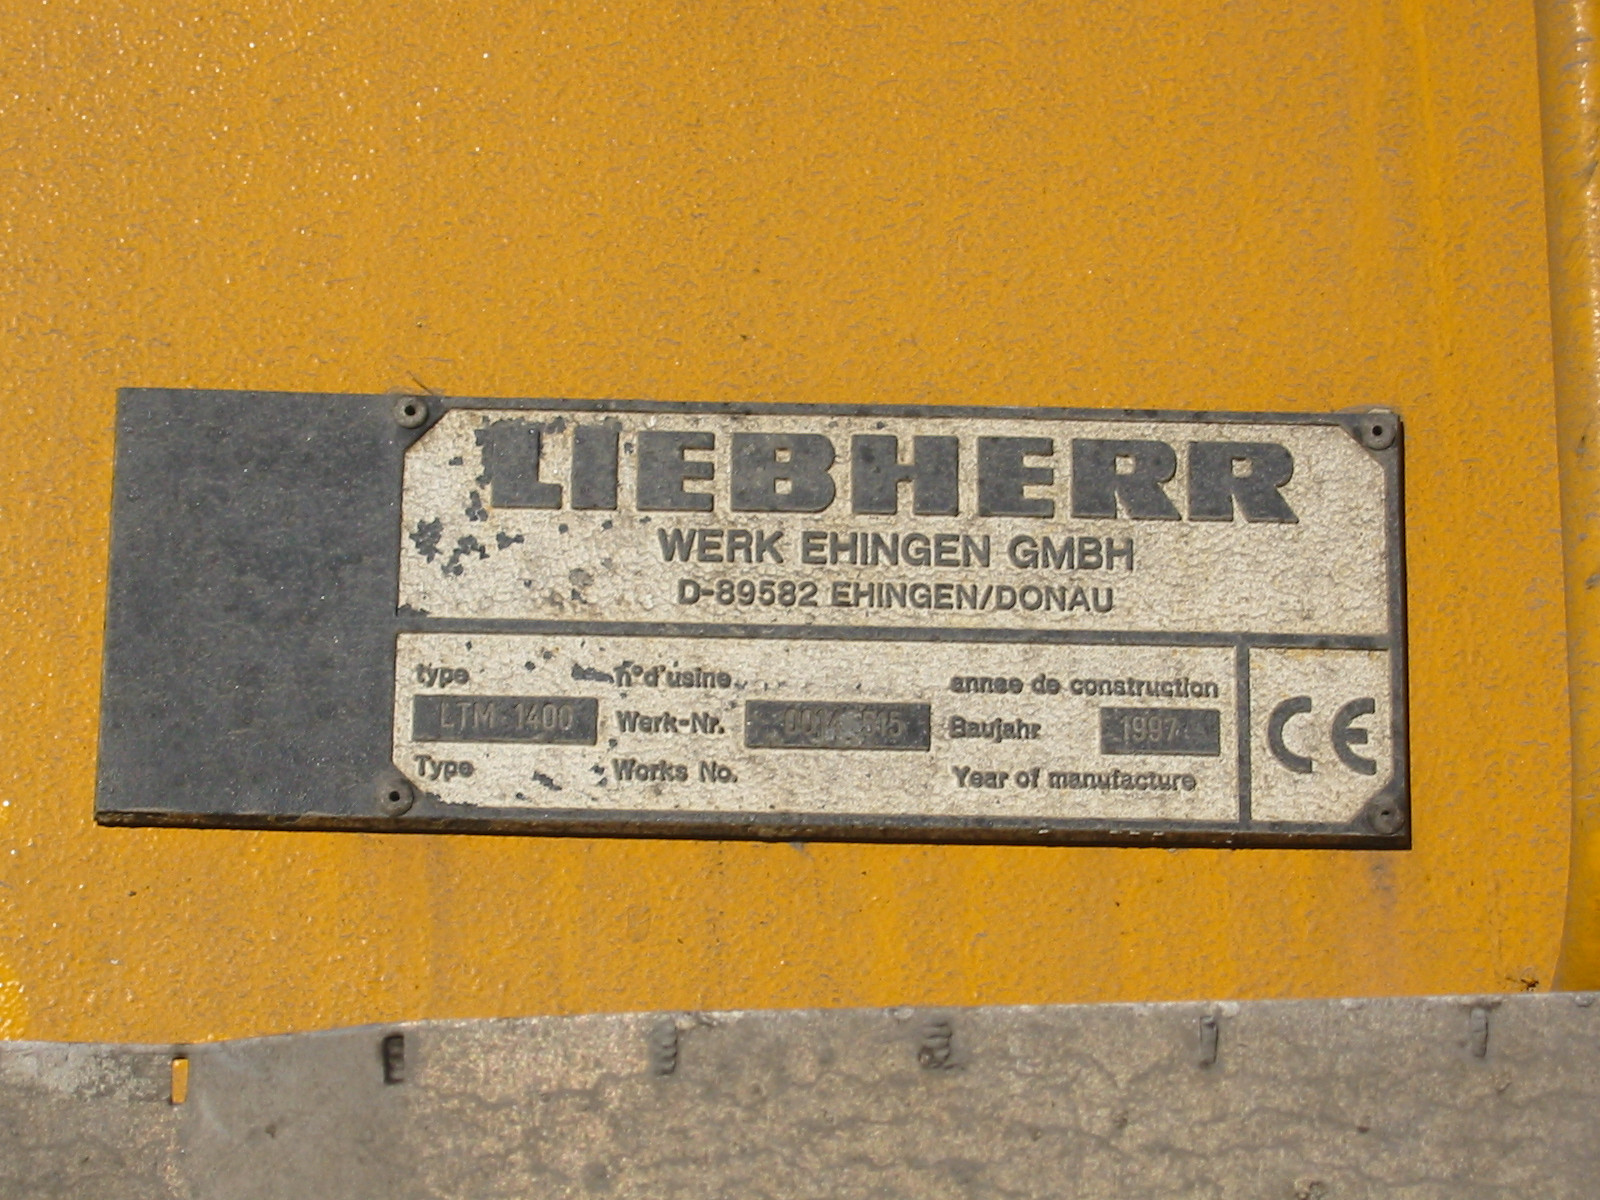 LIEBHERR
WERK EHINGEN GMBH
D-89582 EHINGEN/DONAU
type n°d'usine annee de construction
LTM 1400 Werk-Nr. Baujahr 1997
Type Works No. Year of manufacture
CE